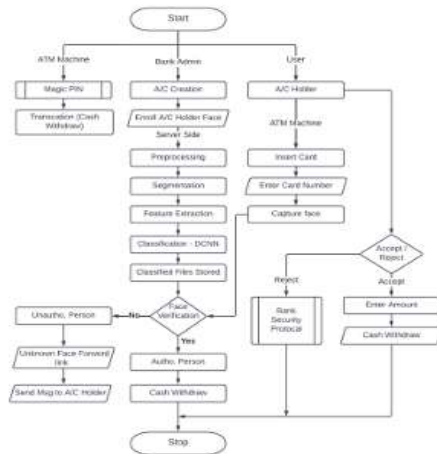 Start
ATM Machine
Bank Admin
User
Magic PIN
A/C Creation
A/C Holder
Transcation (Cash
Withdraw)
Enroll A/C Holder Face
Server Side
ATM Machine
Preprocessing
Insert Card
Segmentation
Enter Card Number
Feature Extraction
Capture face
Classification - DCNN
Accept /
Reject
Classified Files Stored
Reject
Accept
Face
Verification
No
Unautho, Person
Bank
Security
Protocal
Enter Amount
Yes
Unknown Face Forward
link
Autho, Person
Cash Withdraw
Send Msg to A/C Holder
Cash Withdraw
Stop